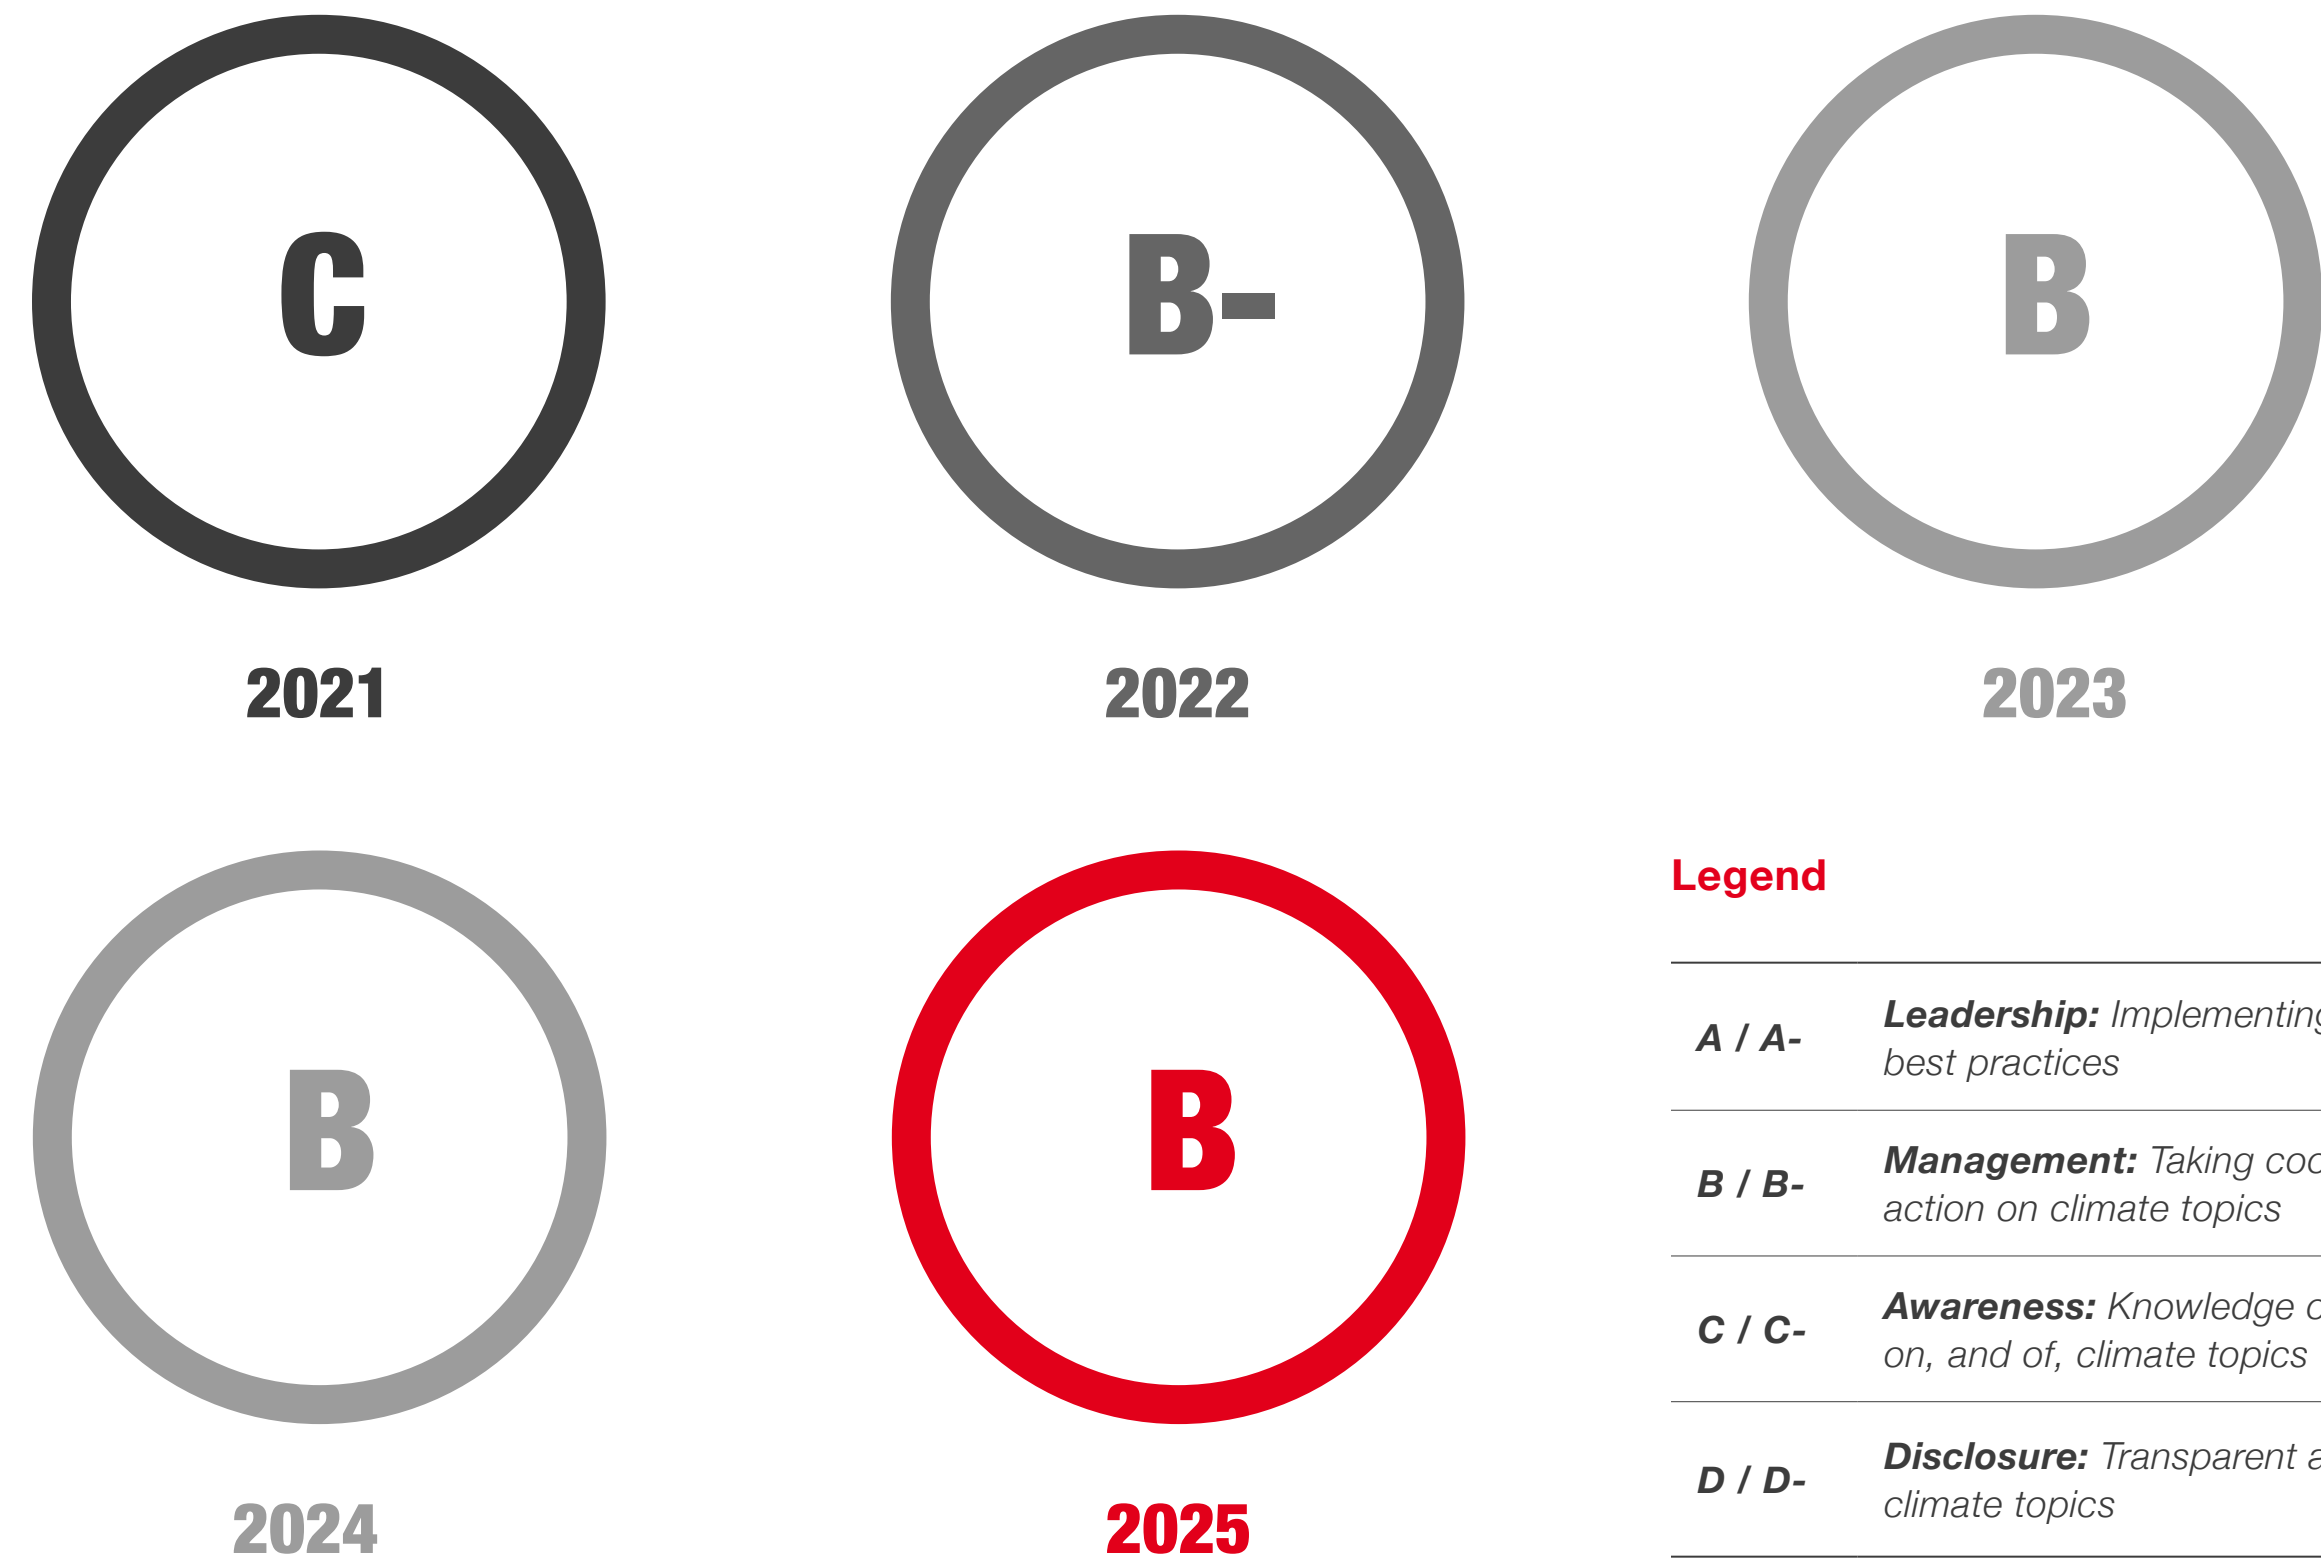 C
B-
B
2021
2022
2023
B
B
2024
2025
Legend
A / A-
Leadership: Implementing
best practices
B / B-
Management: Taking
action on climate topics
C / C-
Awareness: Knowledge
on, and of, climate topics
D / D-
Disclosure: Transparent
climate topics